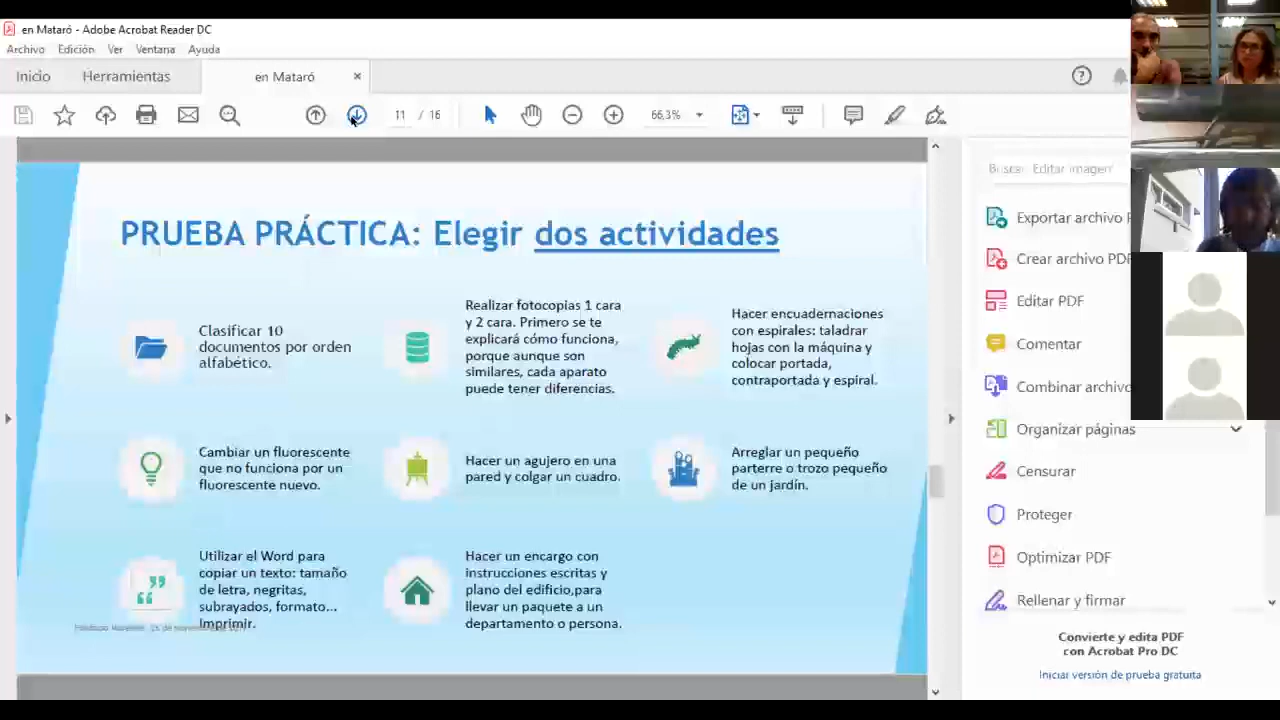 en Mataró - Adobe Acrobat Reader DC
Archivo Edición Ver Ventana Ayuda
Inicio Herramientas en Mataró ×
11 / 16 66,3%
Buscar Editar imagen
PRUEBA PRÁCTICA: Elegir dos actividades
Clasificar 10
documentos por orden
alfabético.
Realizar fotocopias 1 cara
y 2 cara. Primero se te
explicará cómo funciona,
porque aunque son
similares, cada aparato
puede tener diferencias.
Hacer encuadernaciones
con espirales: taladrar
hojas con la máquina y
colocar portada,
contraportada y espiral.
Cambiar un fluorescente
que no funciona por un
fluorescente nuevo.
Hacer un agujero en una
pared y colgar un cuadro.
Arreglar un pequeño
parterre o trozo pequeño
de un jardín.
Utilizar el Word para
copiar un texto: tamaño
de letra, negritas,
subrayados, formato...
Imprimir.
Hacer un encargo con
instrucciones escritas y
plano del edificio,para
llevar un paquete a un
departamento o persona.
Exportar archivo P
Crear archivo PDF
Editar PDF
Comentar
Combinar archivo
Organizar páginas
Censurar
Proteger
Optimizar PDF
Rellenar y firmar
Convierte y edita PDF
con Acrobat Pro DC
Iniciar versión de prueba gratuita